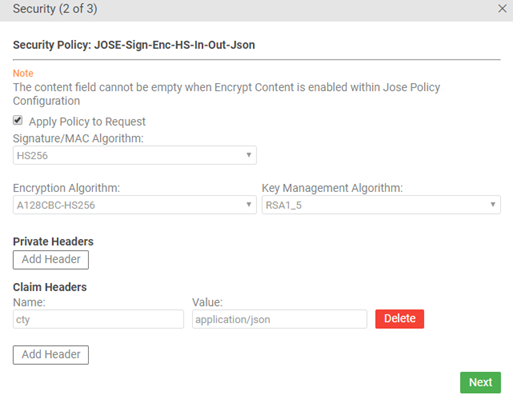 Security (2 of 3)
Security Policy: JOSE-Sign-Enc-HS-In-Out-Json
Note
The content field cannot be empty when Encrypt Content is enabled within Jose Policy
Configuration
Apply Policy to Request
Signature/MAC Algorithm:
HS256
Encryption Algorithm: Key Management Algorithm:
A128CBC-HS256 RSA1_5
Private Headers
Add Header
Claim Headers
Name: Value:
cty application/json Delete
Add Header
Next